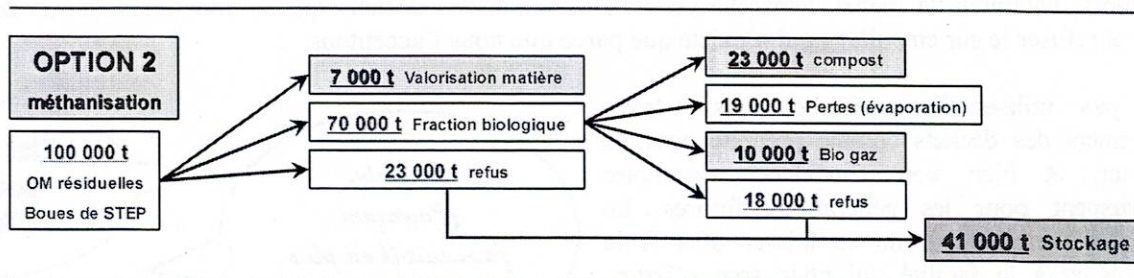 OPTION 2
méthanisation
100 000 t
OM résiduelles
Boues de STEP
7 000 t Valorisation matière
70 000 t Fraction biologique
23 000 t refus
23 000 t compost
19 000 t Pertes (évaporation)
10 000 t Bio gaz
18 000 t refus
41 000 t Stockage